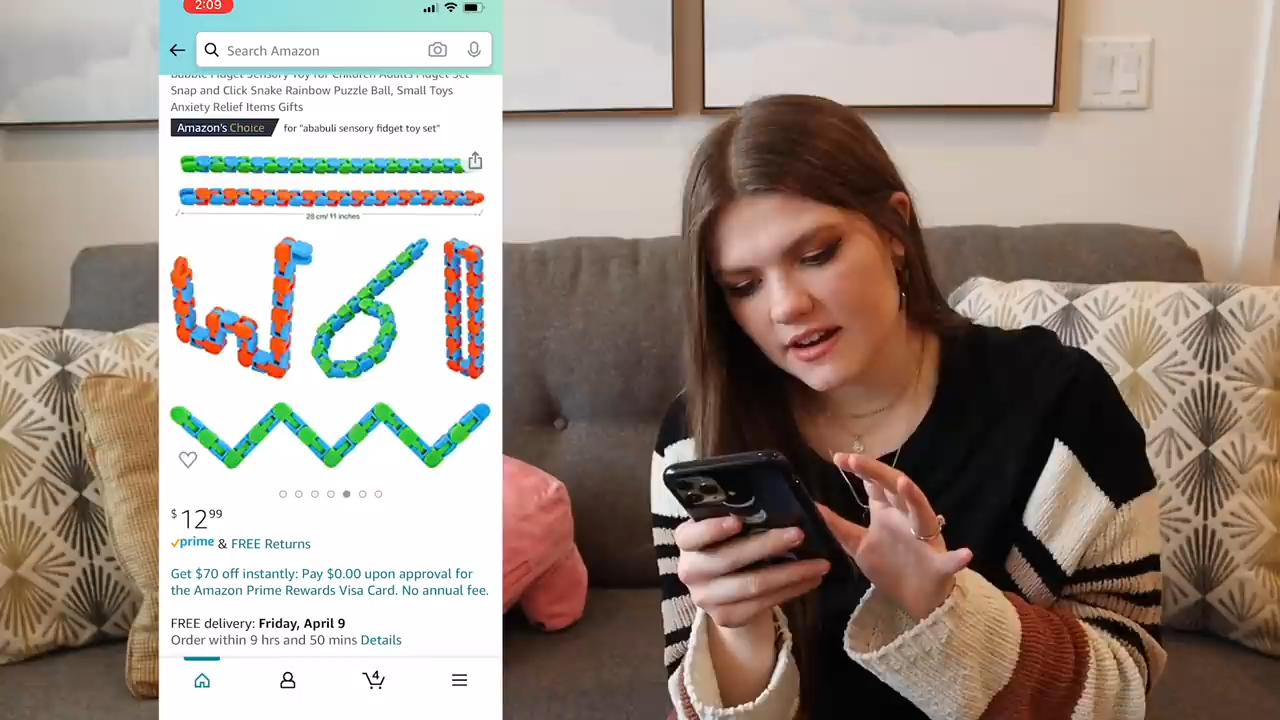 2:09
Search Amazon
Bubble Fidget Sensory Toy for Children Adults Fidget Set
Snap and Click Snake Rainbow Puzzle Ball, Small Toys
Anxiety Relief Items Gifts
Amazon's Choice for "ababuli sensory fidget toy set"
28 cm/ 11 inches
$12.99
prime & FREE Returns
Get $70 off instantly: Pay $0.00 upon approval for
the Amazon Prime Rewards Visa Card. No annual fee.
FREE delivery: Friday, April 9
Order within 9 hrs and 50 mins Details
4